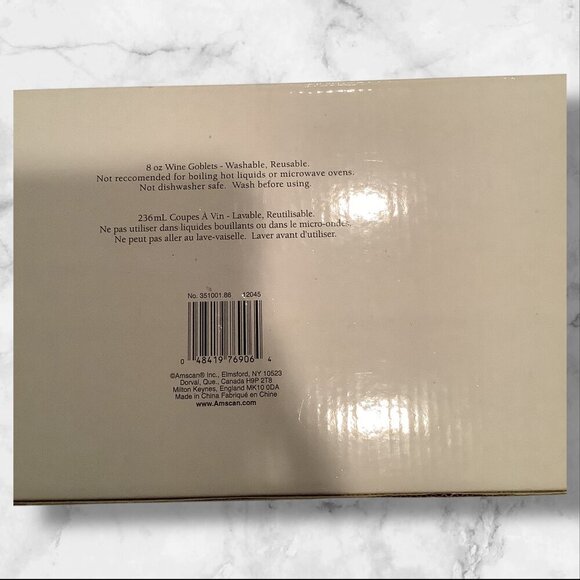 8 oz Wine Goblets - Washable, Reusable.
Not reccomended for boiling hot liquids or microwave ovens.
Not dishwasher safe. Wash before using.
236mL Coupes À Vin - Lavable, Reutilisable.
Ne pas utiliser dans liquides bouillants ou dans le micro-ondes.
Ne peut pas aller au lave-vaiselle. Laver avant d'utiliser.
No. 351001.86 12045
0 48419 76906 4
©Amscan® Inc., Elmsford, NY 10523
Dorval, Que., Canada H9P 2T8
Milton Keynes, England MK10 0DA
Made in China Fabriqué en Chine
www.Amscan.com